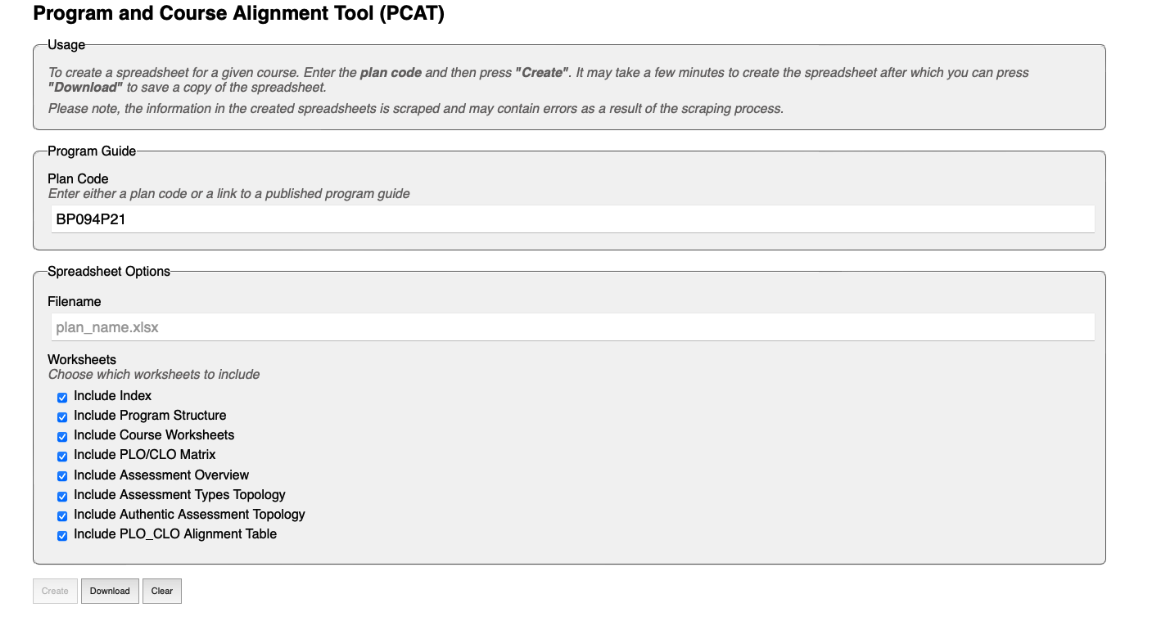 Program and Course Alignment Tool (PCAT)
Usage
To create a spreadsheet for a given course. Enter the plan code and then press "Create". It may take a few minutes to create the spreadsheet after which you can press
"Download" to save a copy of the spreadsheet.
Please note, the information in the created spreadsheets is scraped and may contain errors as a result of the scraping process.
Program Guide
Plan Code
Enter either a plan code or a link to a published program guide
BP094P21
Spreadsheet Options
Filename
plan_name.xlsx
Worksheets
Choose which worksheets to include
Include Index
Include Program Structure
Include Course Worksheets
Include PLO/CLO Matrix
Include Assessment Overview
Include Assessment Types Topology
Include Authentic Assessment Topology
Include PLO_CLO Alignment Table
Create Download Clear